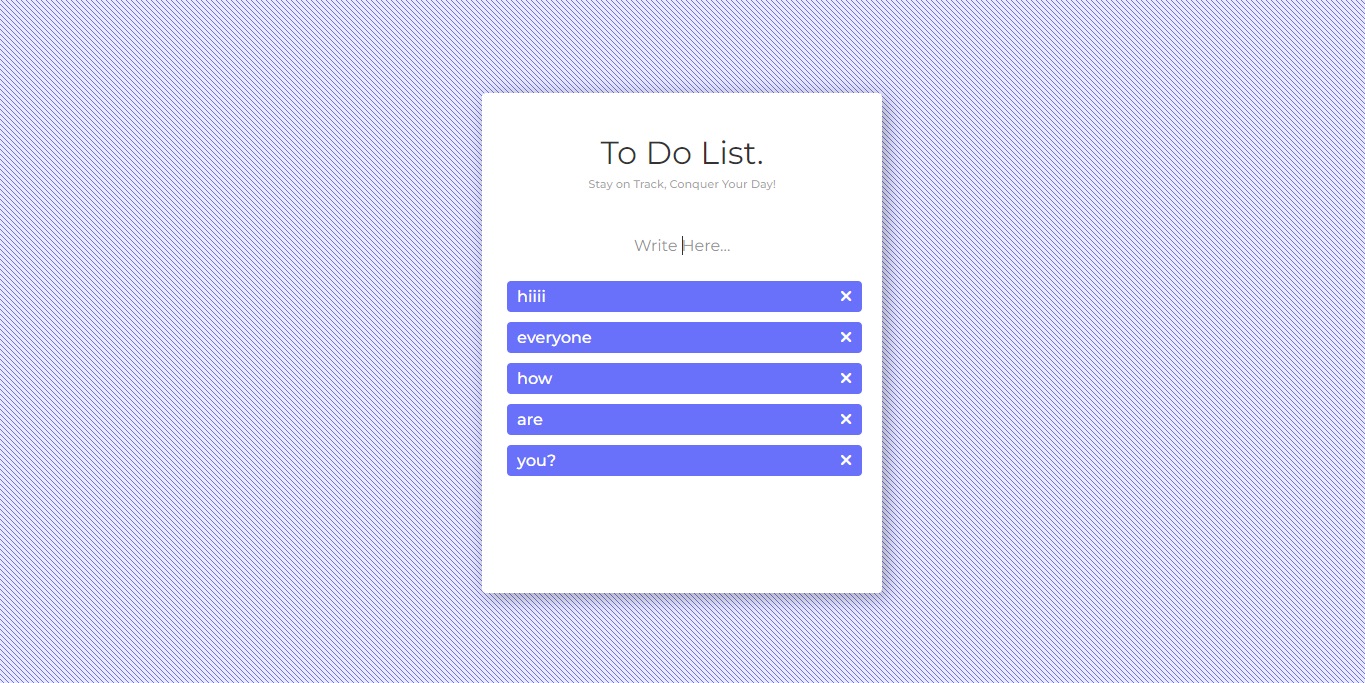 To Do List.
Stay on Track, Conquer Your Day!
Write Here...
hiiii
everyone
how
are
you?